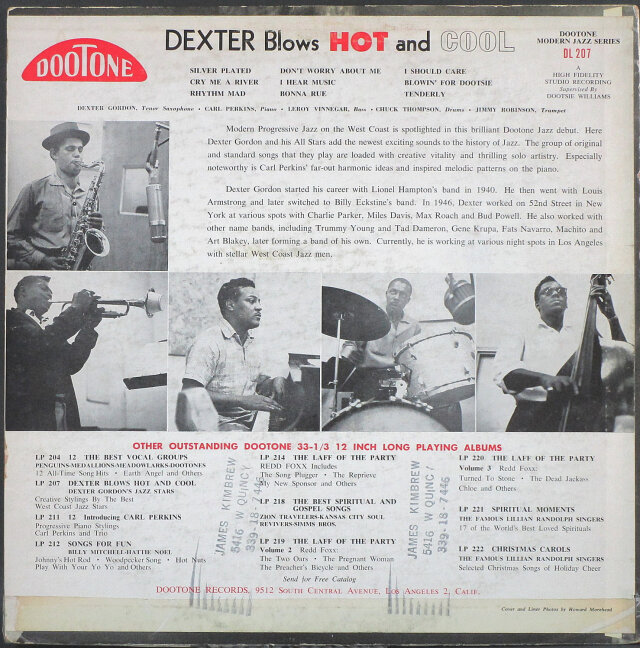 DOOTONE
DEXTER Blows HOT and COOL
DOOTONE
MODERN JAZZ SERIES
DL 207
A
HIGH FIDELITY
STUDIO RECORDING
Supervised By
DOOTSIE WILLIAMS
SILVER PLATED
CRY ME A RIVER
RHYTHM MAD
DON'T WORRY ABOUT ME
I HEAR MUSIC
BONNA RUE
I SHOULD CARE
BLOWIN' FOR DOOTSIE
TENDERLY
DEXTER GORDON, Tenor Saxophone • CARL PERKINS, Piano • LEROY VINNEGAR, Bass • CHUCK THOMPSON, Drums • JIMMY ROBINSON, Trumpet
Modern Progressive Jazz on the West Coast is spotlighted in this brilliant Dootone Jazz debut. Here
Dexter Gordon and his All Stars add the newest exciting sounds to the history of Jazz. The group of original
and standard songs that they play are loaded with creative vitality and thrilling solo artistry. Especially
noteworthy is Carl Perkins' far-out harmonic ideas and inspired melodic patterns on the piano.
Dexter Gordon started his career with Lionel Hampton's band in 1940. He then went with Louis
Armstrong and later switched to Billy Eckstine's band. In 1946, Dexter worked on 52nd Street in New
York at various spots with Charlie Parker, Miles Davis, Max Roach and Bud Powell. He also worked with
other name bands, including Trummy Young and Tad Dameron, Gene Krupa, Fats Navarro, Machito and
Art Blakey, later forming a band of his own. Currently, he is working at various night spots in Los Angeles
with stellar West Coast Jazz men.
OTHER OUTSTANDING DOOTONE 33-1/3 12 INCH LONG PLAYING ALBUMS
LP 204 12 THE BEST VOCAL GROUPS
PENGUINS-MEDALLIONS-MEADOWLARKS-DOOTONES
12 All-Time Song Hits • Earth Angel and Others
LP 207 DEXTER BLOWS HOT AND COOL
DEXTER GORDON'S JAZZ STARS
Creative Stylings By The Best
West Coast Jazz Stars
LP 211 12 Introducing CARL PERKINS
Progressive Piano Stylings
Carl Perkins and Trio
LP 212 SONGS FOR FUN
BILLY MITCHELL-HATTIE NOEL
Johnny's Hot Rod • Woodpecker Song • Hot Nuts
Play With Your Yo Yo and Others
LP 214 THE LAFF OF THE PARTY
REDD FOXX Includes
The Song Plugger • The Reprieve
My New Sponsor and Others
LP 218 THE BEST SPIRITUAL AND
GOSPEL SONGS
ZION TRAVELERS-KANSAS CITY SOUL
REVIVERS-SIMMS BROS.
LP 219 THE LAFF OF THE PARTY
Volume 2 Redd Foxx:
The Two Oars • The Pregnant Woman
The Preacher's Bicycle and Others
Send for Free Catalog
LP 220 THE LAFF OF THE PARTY
Volume 3 Redd Foxx:
Turned To Stone • The Dead Jackass
Chloe and Others
LP 221 SPIRITUAL MOMENTS
THE FAMOUS LILLIAN RANDOLPH SINGERS
17 of the World's Best Loved Spirituals
LP 222 CHRISTMAS CAROLS
THE FAMOUS LILLIAN RANDOLPH SINGERS
Selected Christmas Songs of Holiday Cheer
JAMES KIMBREW
5416 W QUINCY
JAMES KIMBREW
5416 W QUINCY
DOOTONE RECORDS, 9512 SOUTH CENTRAL AVENUE, LOS ANGELES 2, CALIF.
Cover and Liner Photos by Howard Morehead